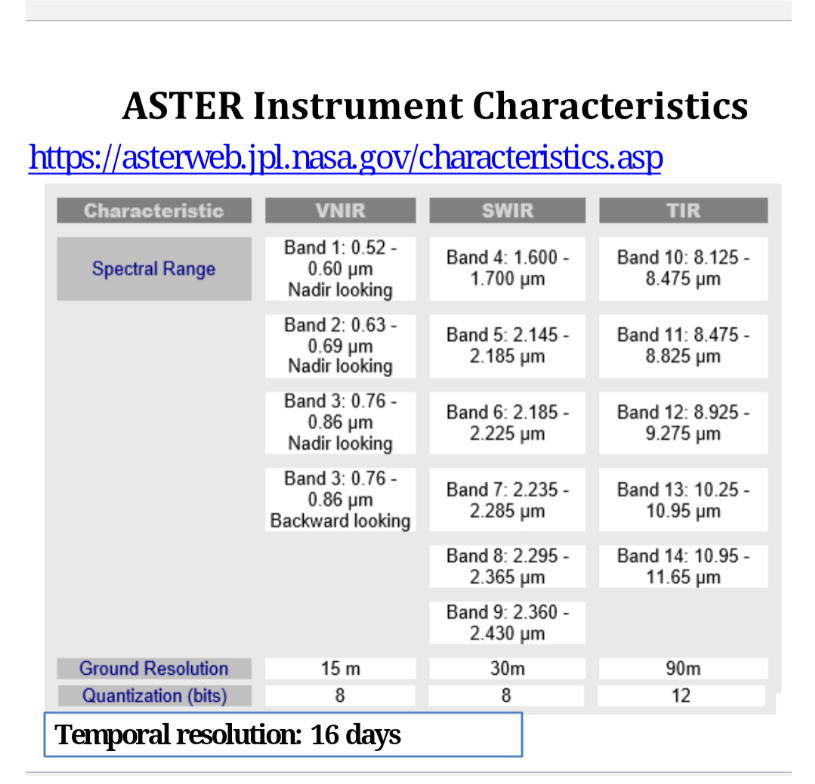 ASTER Instrument Characteristics
https://asterweb.jpl.nasa.gov/characteristics.asp
Characteristic VNIR SWIR TIR
Spectral Range
Band 1: 0.52 -
0.60 µm
Nadir looking
Band 4: 1.600 -
1.700 µm
Band 10: 8.125 -
8.475 µm
Band 2: 0.63 -
0.69 µm
Nadir looking
Band 5: 2.145 -
2.185 µm
Band 11: 8.475 -
8.825 µm
Band 3: 0.76 -
0.86 µm
Nadir looking
Band 6: 2.185 -
2.225 µm
Band 12: 8.925 -
9.275 µm
Band 3: 0.76 -
0.86 µm
Backward looking
Band 7: 2.235 -
2.285 µm
Band 13: 10.25 -
10.95 µm
Band 8: 2.295 -
2.365 µm
Band 14: 10.95 -
11.65 µm
Band 9: 2.360 -
2.430 µm
Ground Resolution 15 m 30m 90m
Quantization (bits) 8 8 12
Temporal resolution: 16 days